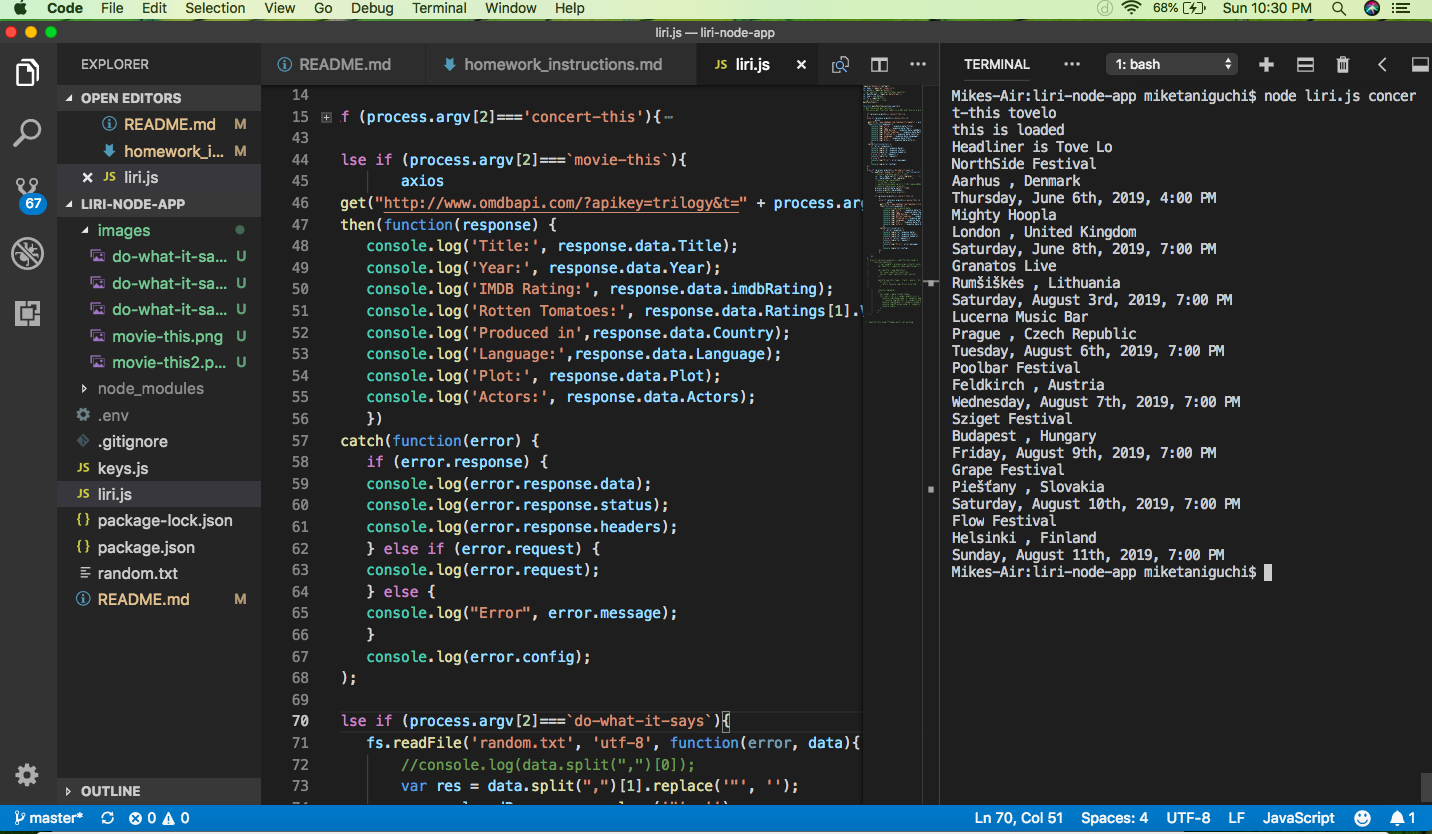 Code File Edit Selection View Go Debug Terminal Window Help 68% Sun 10:30 PM
liri.js — liri-node-app
EXPLORER
OPEN EDITORS
README.md M
homework_i... M
liri.js
67
LIRI-NODE-APP
images
do-what-it-sa... U
do-what-it-sa... U
do-what-it-sa... U
movie-this.png U
movie-this2.p... U
node_modules
.env
.gitignore
JS keys.js
JS liri.js
{} package-lock.json
{} package.json
random.txt
README.md M
OUTLINE
README.md homework_instructions.md JS liri.js
14
15 f (process.argv[2]==='concert-this'){
43
44 lse if (process.argv[2]===`movie-this`){
45 axios
46 get("http://www.omdbapi.com/?apikey=trilogy&t=" + process.arg
47 then(function(response) {
48 console.log('Title:', response.data.Title);
49 console.log('Year:', response.data.Year);
50 console.log('IMDB Rating:', response.data.imdbRating);
51 console.log('Rotten Tomatoes:', response.data.Ratings[1].
52 console.log('Produced in',response.data.Country);
53 console.log('Language:',response.data.Language);
54 console.log('Plot:', response.data.Plot);
55 console.log('Actors:', response.data.Actors);
56 })
57 catch(function(error) {
58 if (error.response) {
59 console.log(error.response.data);
60 console.log(error.response.status);
61 console.log(error.response.headers);
62 } else if (error.request) {
63 console.log(error.request);
64 } else {
65 console.log("Error", error.message);
66 }
67 console.log(error.config);
68 );
69
70 lse if (process.argv[2]===`do-what-it-says`){
71 fs.readFile('random.txt', 'utf-8', function(error, data){
72 //console.log(data.split(",")[0]);
73 var res = data.split(",")[1].replace('"', '');
TERMINAL 1: bash
Mikes-Air:liri-node-app miketaniguchi$ node liri.js concer
t-this tovelo
this is loaded
Headliner is Tove Lo
NorthSide Festival
Aarhus , Denmark
Thursday, June 6th, 2019, 4:00 PM
Mighty Hoopla
London , United Kingdom
Saturday, June 8th, 2019, 7:00 PM
Granatos Live
Rumšiškės , Lithuania
Saturday, August 3rd, 2019, 7:00 PM
Lucerna Music Bar
Prague , Czech Republic
Tuesday, August 6th, 2019, 7:00 PM
Poolbar Festival
Feldkirch , Austria
Wednesday, August 7th, 2019, 7:00 PM
Sziget Festival
Budapest , Hungary
Friday, August 9th, 2019, 7:00 PM
Grape Festival
Piešťany , Slovakia
Saturday, August 10th, 2019, 7:00 PM
Flow Festival
Helsinki , Finland
Sunday, August 11th, 2019, 7:00 PM
Mikes-Air:liri-node-app miketaniguchi$
master* 0 0 Ln 70, Col 51 Spaces: 4 UTF-8 LF JavaScript 1